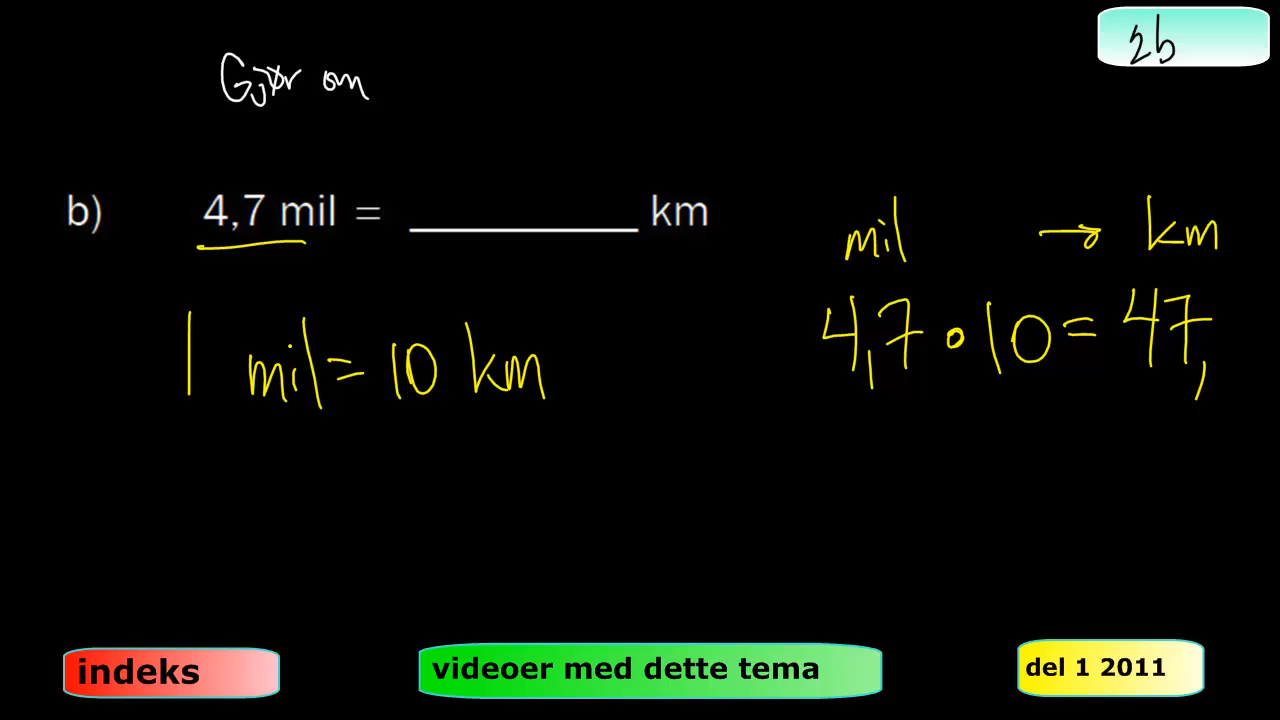 2b
Gjør om
b) 4,7 mil = __________ km
mil → km
4,7 • 10 = 47,
1 mil = 10 km
indeks
videoer med dette tema
del 1 2011